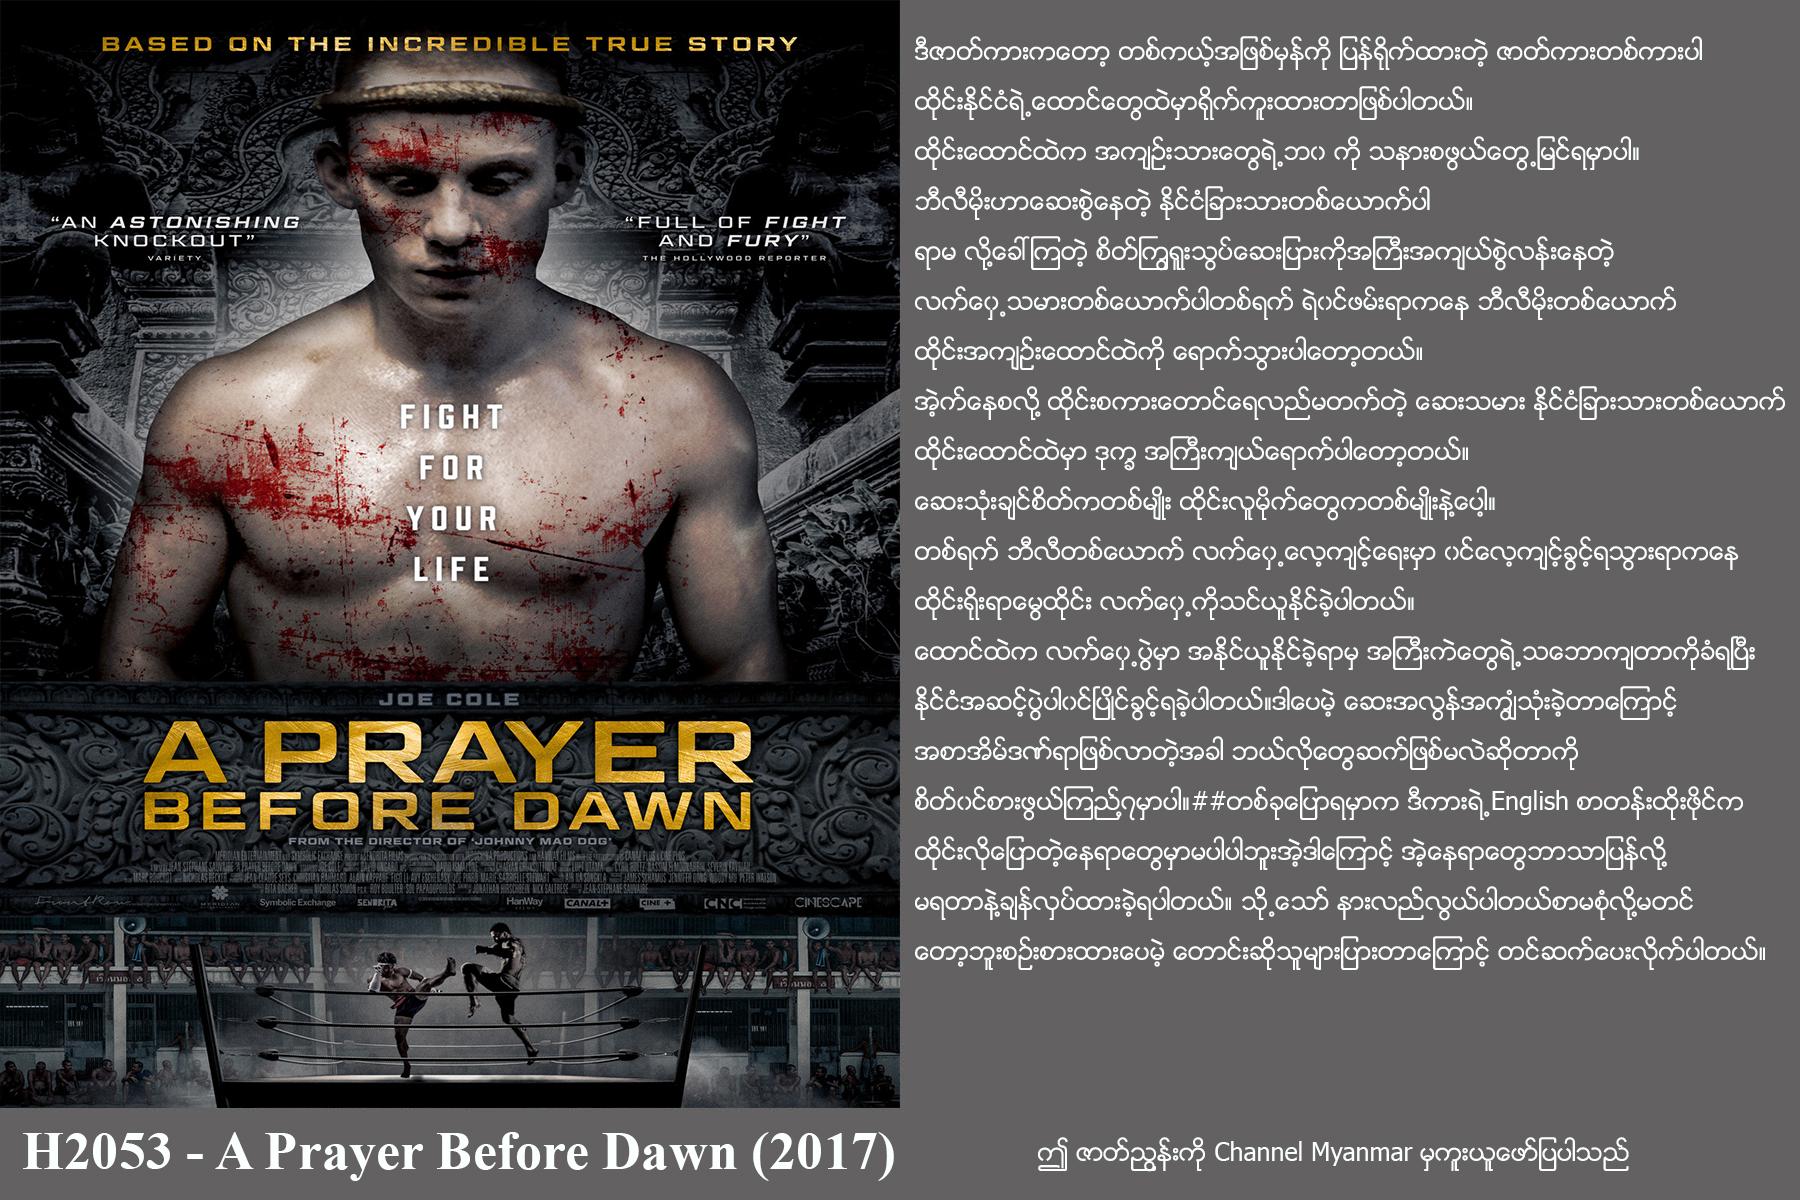 BASED ON THE INCREDIBLE TRUE STORY
“AN ASTONISHING
KNOCKOUT”
VARIETY
“FULL OF FIGHT
AND FURY”
THE HOLLYWOOD REPORTER
FIGHT
FOR
YOUR
LIFE
JOE COLE
A PRAYER
BEFORE DAWN
FROM THE DIRECTOR OF ‘JOHNNY MAD DOG’
Symbolic Exchange
SENORITA
HanWay
CANAL+
CINE +
CNC
CINESCAPE
H2053 - A Prayer Before Dawn (2017)
ဒီဇာတ်ကားကတော့ တစ်ကယ့်အဖြစ်မှန်ကို ပြန်ရိုက်ထားတဲ့ ဇာတ်ကားတစ်ကားပါ
ထိုင်းနိုင်ငံရဲ့ထောင်တွေထဲမှာရိုက်ကူးထားတာဖြစ်ပါတယ်။
ထိုင်းထောင်ထဲက အကျဉ်းသားတွေရဲ့ဘဝ ကို သနားစဖွယ်တွေ့မြင်ရမှာပါ။
ဘီလီမိုးဟာဆေးစွဲနေတဲ့ နိုင်ငံခြားသားတစ်ယောက်ပါ
ရာမ လို့ခေါ်ကြတဲ့ စိတ်ကြွရူးသွပ်ဆေးပြားကိုအကြီးအကျယ်စွဲလန်းနေတဲ့
လက်ဝှေ့သမားတစ်ယောက်ပါတစ်ရက် ရဲဝင်ဖမ်းရာကနေ ဘီလီမိုးတစ်ယောက်
ထိုင်းအကျဉ်းထောင်ထဲကို ရောက်သွားပါတော့တယ်။
အဲ့က်နေစလို့ ထိုင်းစကားတောင်ရေလည်မတက်တဲ့ ဆေးသမား နိုင်ငံခြားသားတစ်ယောက်
ထိုင်းထောင်ထဲမှာ ဒုက္ခ အကြီးကျယ်ရောက်ပါတော့တယ်။
ဆေးသုံးချင်စိတ်ကတစ်မျိုး ထိုင်းလူမိုက်တွေကတစ်မျိုးနဲ့ပေါ့။
တစ်ရက် ဘီလီတစ်ယောက် လက်ဝှေ့လေ့ကျင့်ရေးမှာ ဝင်လေ့ကျင့်ခွင့်ရသွားရာကနေ
ထိုင်းရိုးရာမွေထိုင်း လက်ဝှေ့ကိုသင်ယူနိုင်ခဲ့ပါတယ်။
ထောင်ထဲက လက်ဝှေ့ပွဲမှာ အနိုင်ယူနိုင်ခဲ့ရာမှ အကြီးကဲတွေရဲ့သဘောကျတာကိုခံရပြီး
နိုင်ငံအဆင့်ပွဲပါဝင်ပြိုင်ခွင့်ရခဲ့ပါတယ်။ဒါပေမဲ့ ဆေးအလွန်အကျွံသုံးခဲ့တာကြောင့်
အစာအိမ်ဒဏ်ရာဖြစ်လာတဲ့အခါ ဘယ်လိုတွေဆက်ဖြစ်မလဲဆိုတာကို
စိတ်ဝင်စားဖွယ်ကြည့်ရမှာပါ။##တစ်ခုပြောရမှာက ဒီကားရဲ့English စာတန်းထိုးဖိုင်က
ထိုင်းလိုပြောတဲ့နေရာတွေမှာမပါပါဘူးအဲ့ဒါကြောင့် အဲ့နေရာတွေဘာသာပြန်လို့
မရတာနဲ့ချန်လှပ်ထားခဲ့ရပါတယ်။ သို့သော် နားလည်လွယ်ပါတယ်စာမစုံလို့မတင်
တော့ဘူးစဉ်းစားထားပေမဲ့ တောင်းဆိုသူများပြားတာကြောင့် တင်ဆက်ပေးလိုက်ပါတယ်။
ဤ ဇာတ်ညွှန်းကို Channel Myanmar မှကူးယူဖော်ပြပါသည်